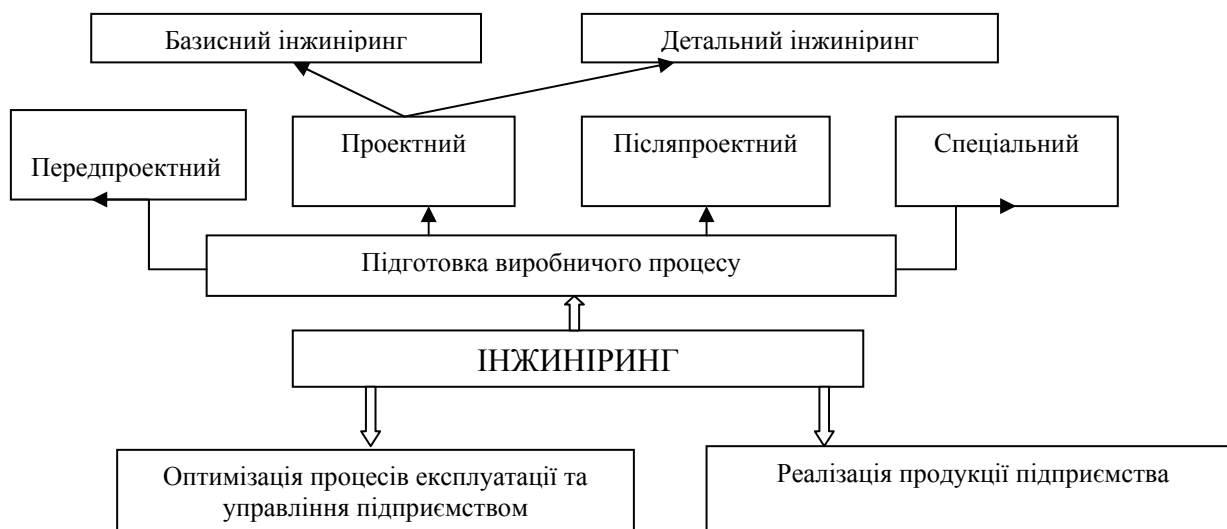 Базисний інжиніринг
Детальний інжиніринг
Передпроектний
Проектний
Післяпроектний
Спеціальний
Підготовка виробничого процесу
ІНЖИНІРИНГ
Оптимізація процесів експлуатації та
управління підприємством
Реалізація продукції підприємства